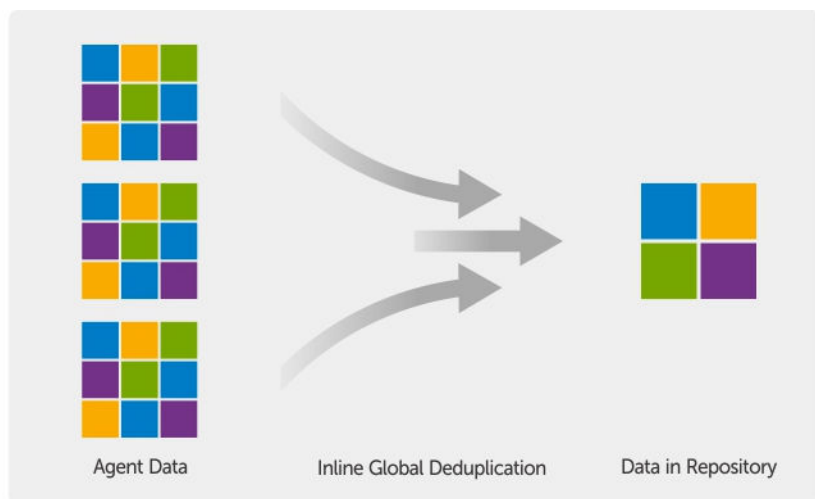 Agent Data
Inline Global Deduplication
Data in Repository